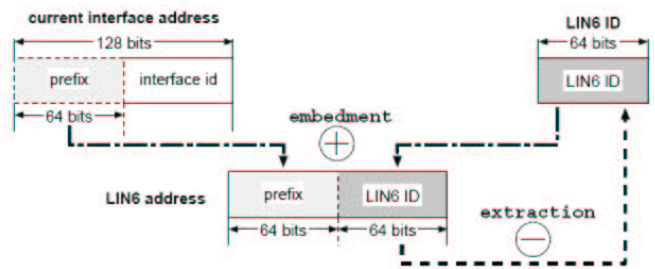 current interface address
128 bits
prefix
interface id
64 bits
LIN6 ID
64 bits
LIN6 ID
embedment
LIN6 address
prefix
LIN6 ID
64 bits
64 bits
extraction